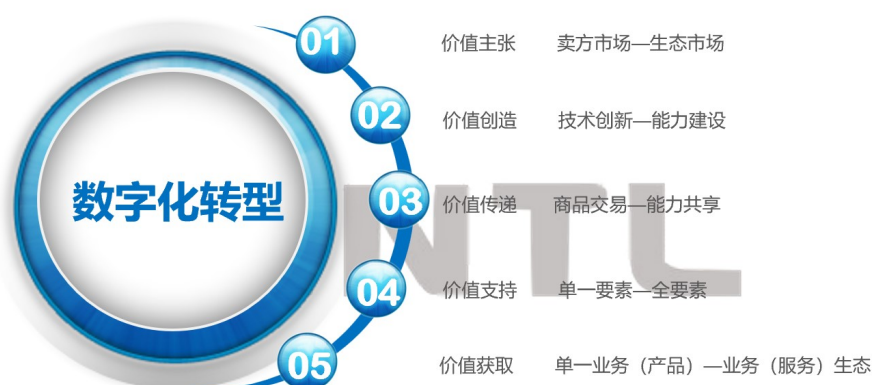 数字化转型
01 价值主张 卖方市场—生态市场
02 价值创造 技术创新—能力建设
03 价值传递 商品交易—能力共享
04 价值支持 单一要素—全要素
05 价值获取 单一业务（产品）—业务（服务）生态
NTL